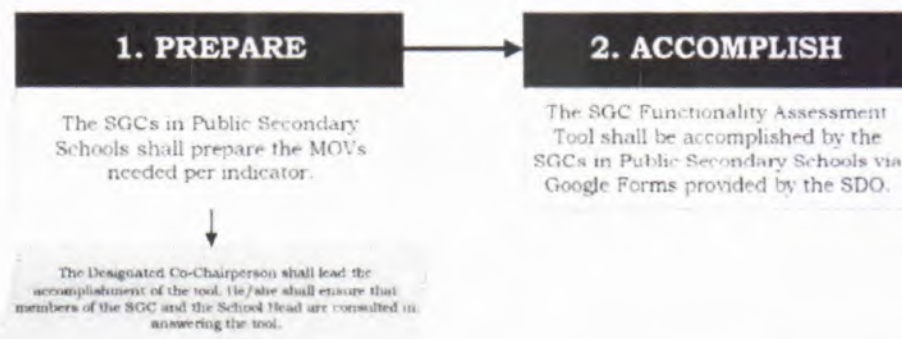 1. PREPARE
The SGCs in Public Secondary
Schools shall prepare the MOVs
needed per indicator.
The Designated Co-Chairperson shall lead the
accomplishment of the tool. He/she shall ensure that
members of the SGC and the School Head are consulted in
answering the tool.
2. ACCOMPLISH
The SGC Functionality Assessment
Tool shall be accomplished by the
SGCs in Public Secondary Schools via
Google Forms provided by the SDO.